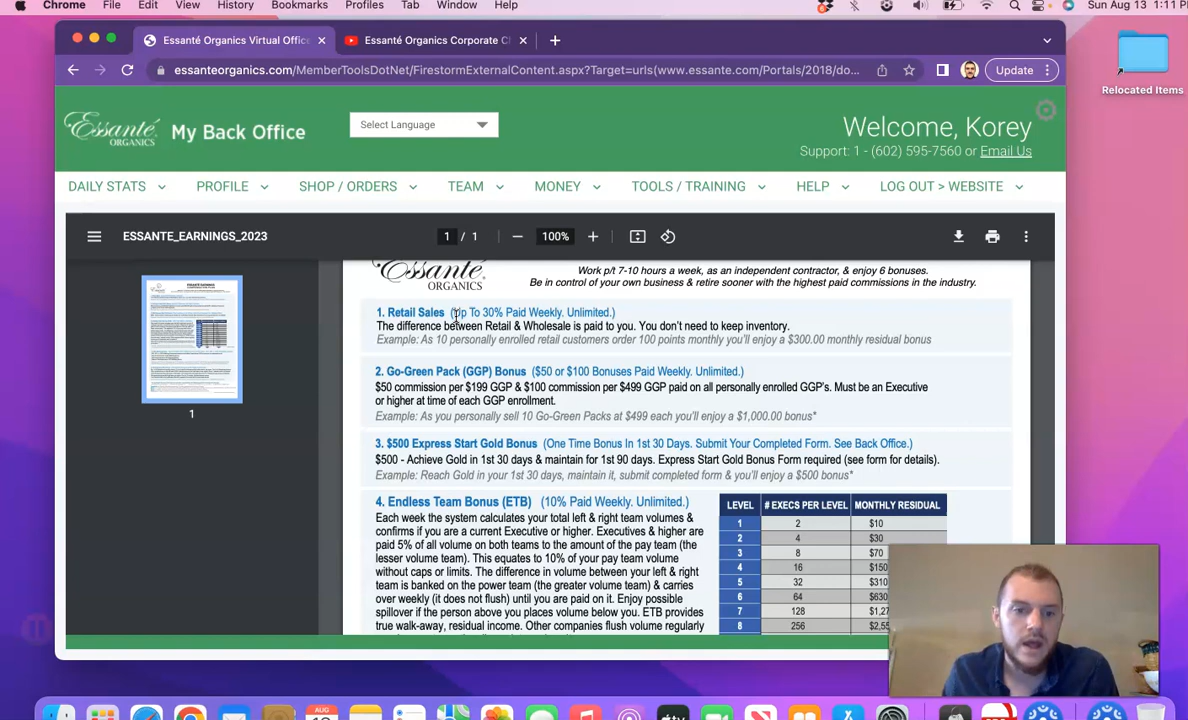 Chrome File Edit View History Bookmarks Profiles Tab Window Help Sun Aug 13 1:11 P
Essanté Organics Virtual Offic Essanté Organics Corporate C
essanteorganics.com/MemberToolsDotNet/FirestormExternalContent.aspx?Target=urls(www.essante.com/Portals/2018/do... Update
Relocated Items
Essanté ORGANICS My Back Office Select Language Welcome, Korey
Support: 1 - (602) 595-7560 or Email Us
DAILY STATS PROFILE SHOP / ORDERS TEAM MONEY TOOLS / TRAINING HELP LOG OUT > WEBSITE
ESSANTE_EARNINGS_2023 1 / 1 100%
1
Essanté ORGANICS
Work p/t 7-10 hours a week, as an independent contractor, & enjoy 6 bonuses.
Be in control of your own business & retire sooner with the highest paid commissions in the industry.
1. Retail Sales (Up To 30% Paid Weekly. Unlimited.)
The difference between Retail & Wholesale is paid to you. You don't need to keep inventory.
Example: As 10 personally enrolled retail customers order 100 points monthly you'll enjoy a $300.00 monthly residual bonus
2. Go-Green Pack (GGP) Bonus ($50 or $100 Bonuses Paid Weekly. Unlimited.)
$50 commission per $199 GGP & $100 commission per $499 GGP paid on all personally enrolled GGP's. Must be an Executive
or higher at time of each GGP enrollment.
Example: As you personally sell 10 Go-Green Packs at $499 each you'll enjoy a $1,000.00 bonus*
3. $500 Express Start Gold Bonus (One Time Bonus In 1st 30 Days. Submit Your Completed Form. See Back Office.)
$500 - Achieve Gold in 1st 30 days & maintain for 1st 90 days. Express Start Gold Bonus Form required (see form for details).
Example: Reach Gold in your 1st 30 days, maintain it, submit completed form & you'll enjoy a $500 bonus*
4. Endless Team Bonus (ETB) (10% Paid Weekly. Unlimited.)
Each week the system calculates your total left & right team volumes &
confirms if you are a current Executive or higher. Executives & higher are
paid 5% of all volume on both teams to the amount of the pay team (the
lesser volume team). This equates to 10% of your pay team volume
without caps or limits. The difference in volume between your left & right
team is banked on the power team (the greater volume team) & carries
over weekly (it does not flush) until you are paid on it. Enjoy possible
spillover if the person above you places volume below you. ETB provides
true walk-away, residual income. Other companies flush volume regularly
LEVEL # EXECS PER LEVEL MONTHLY RESIDUAL
1 2 $10
2 4 $30
3 8 $70
4 16 $150
5 32 $310
6 64 $630
7 128 $1,27
8 256 $2,55
AUG